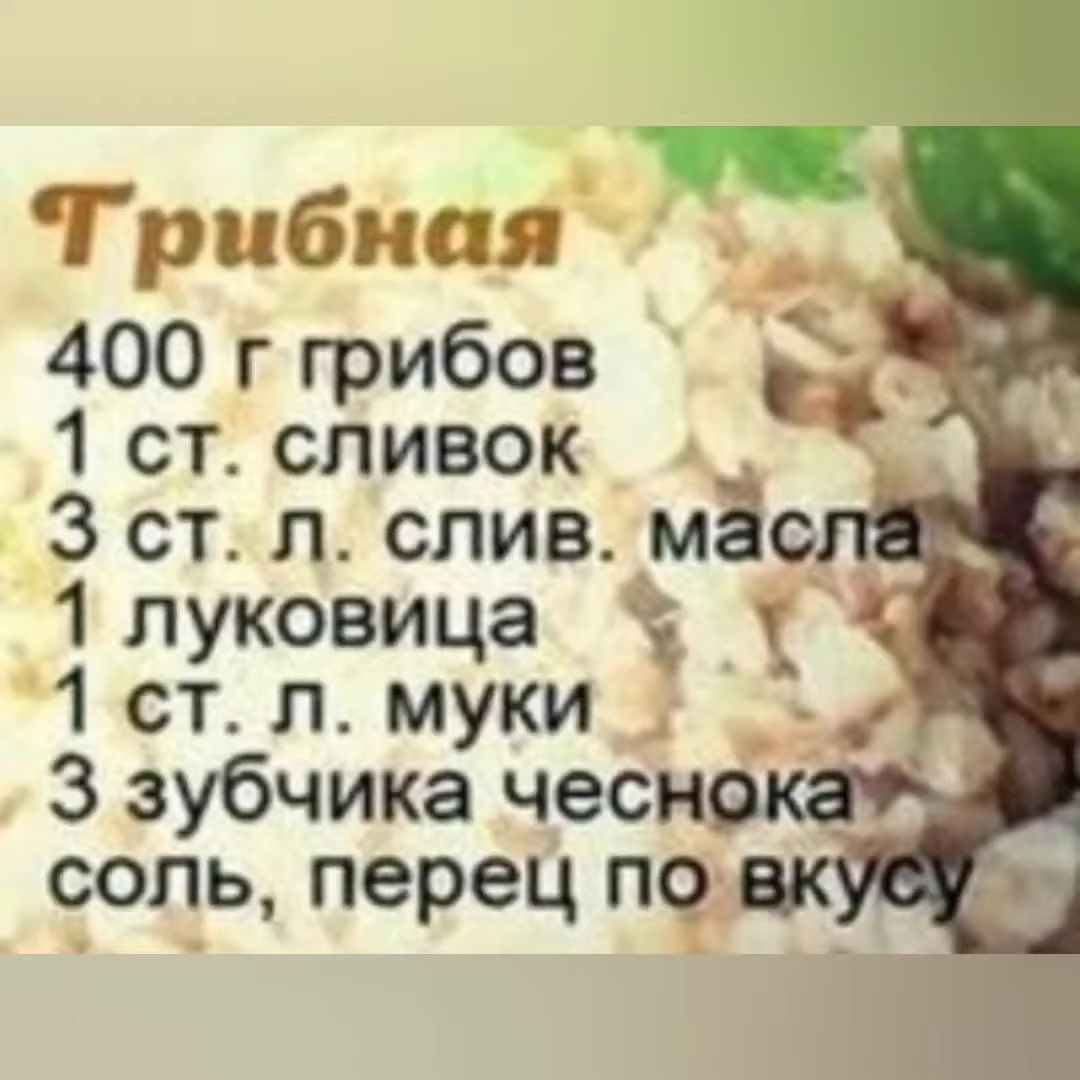 Грибная
400 г грибов
1 ст. сливок
3 ст. л. слив. масла
1 луковица
1 ст. л. муки
3 зубчика чеснока
соль, перец по вкусу